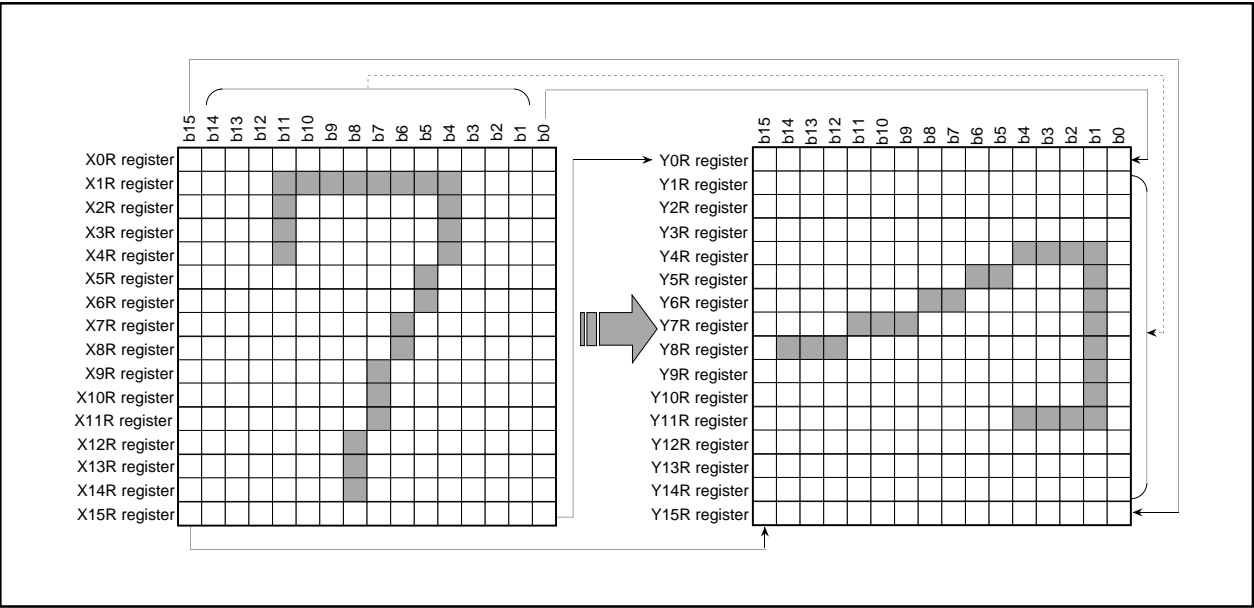 b15 b14 b13 b12 b11 b10 b9 b8 b7 b6 b5 b4 b3 b2 b1 b0
X0R register
X1R register
X2R register
X3R register
X4R register
X5R register
X6R register
X7R register
X8R register
X9R register
X10R register
X11R register
X12R register
X13R register
X14R register
X15R register
b15 b14 b13 b12 b11 b10 b9 b8 b7 b6 b5 b4 b3 b2 b1 b0
Y0R register
Y1R register
Y2R register
Y3R register
Y4R register
Y5R register
Y6R register
Y7R register
Y8R register
Y9R register
Y10R register
Y11R register
Y12R register
Y13R register
Y14R register
Y15R register